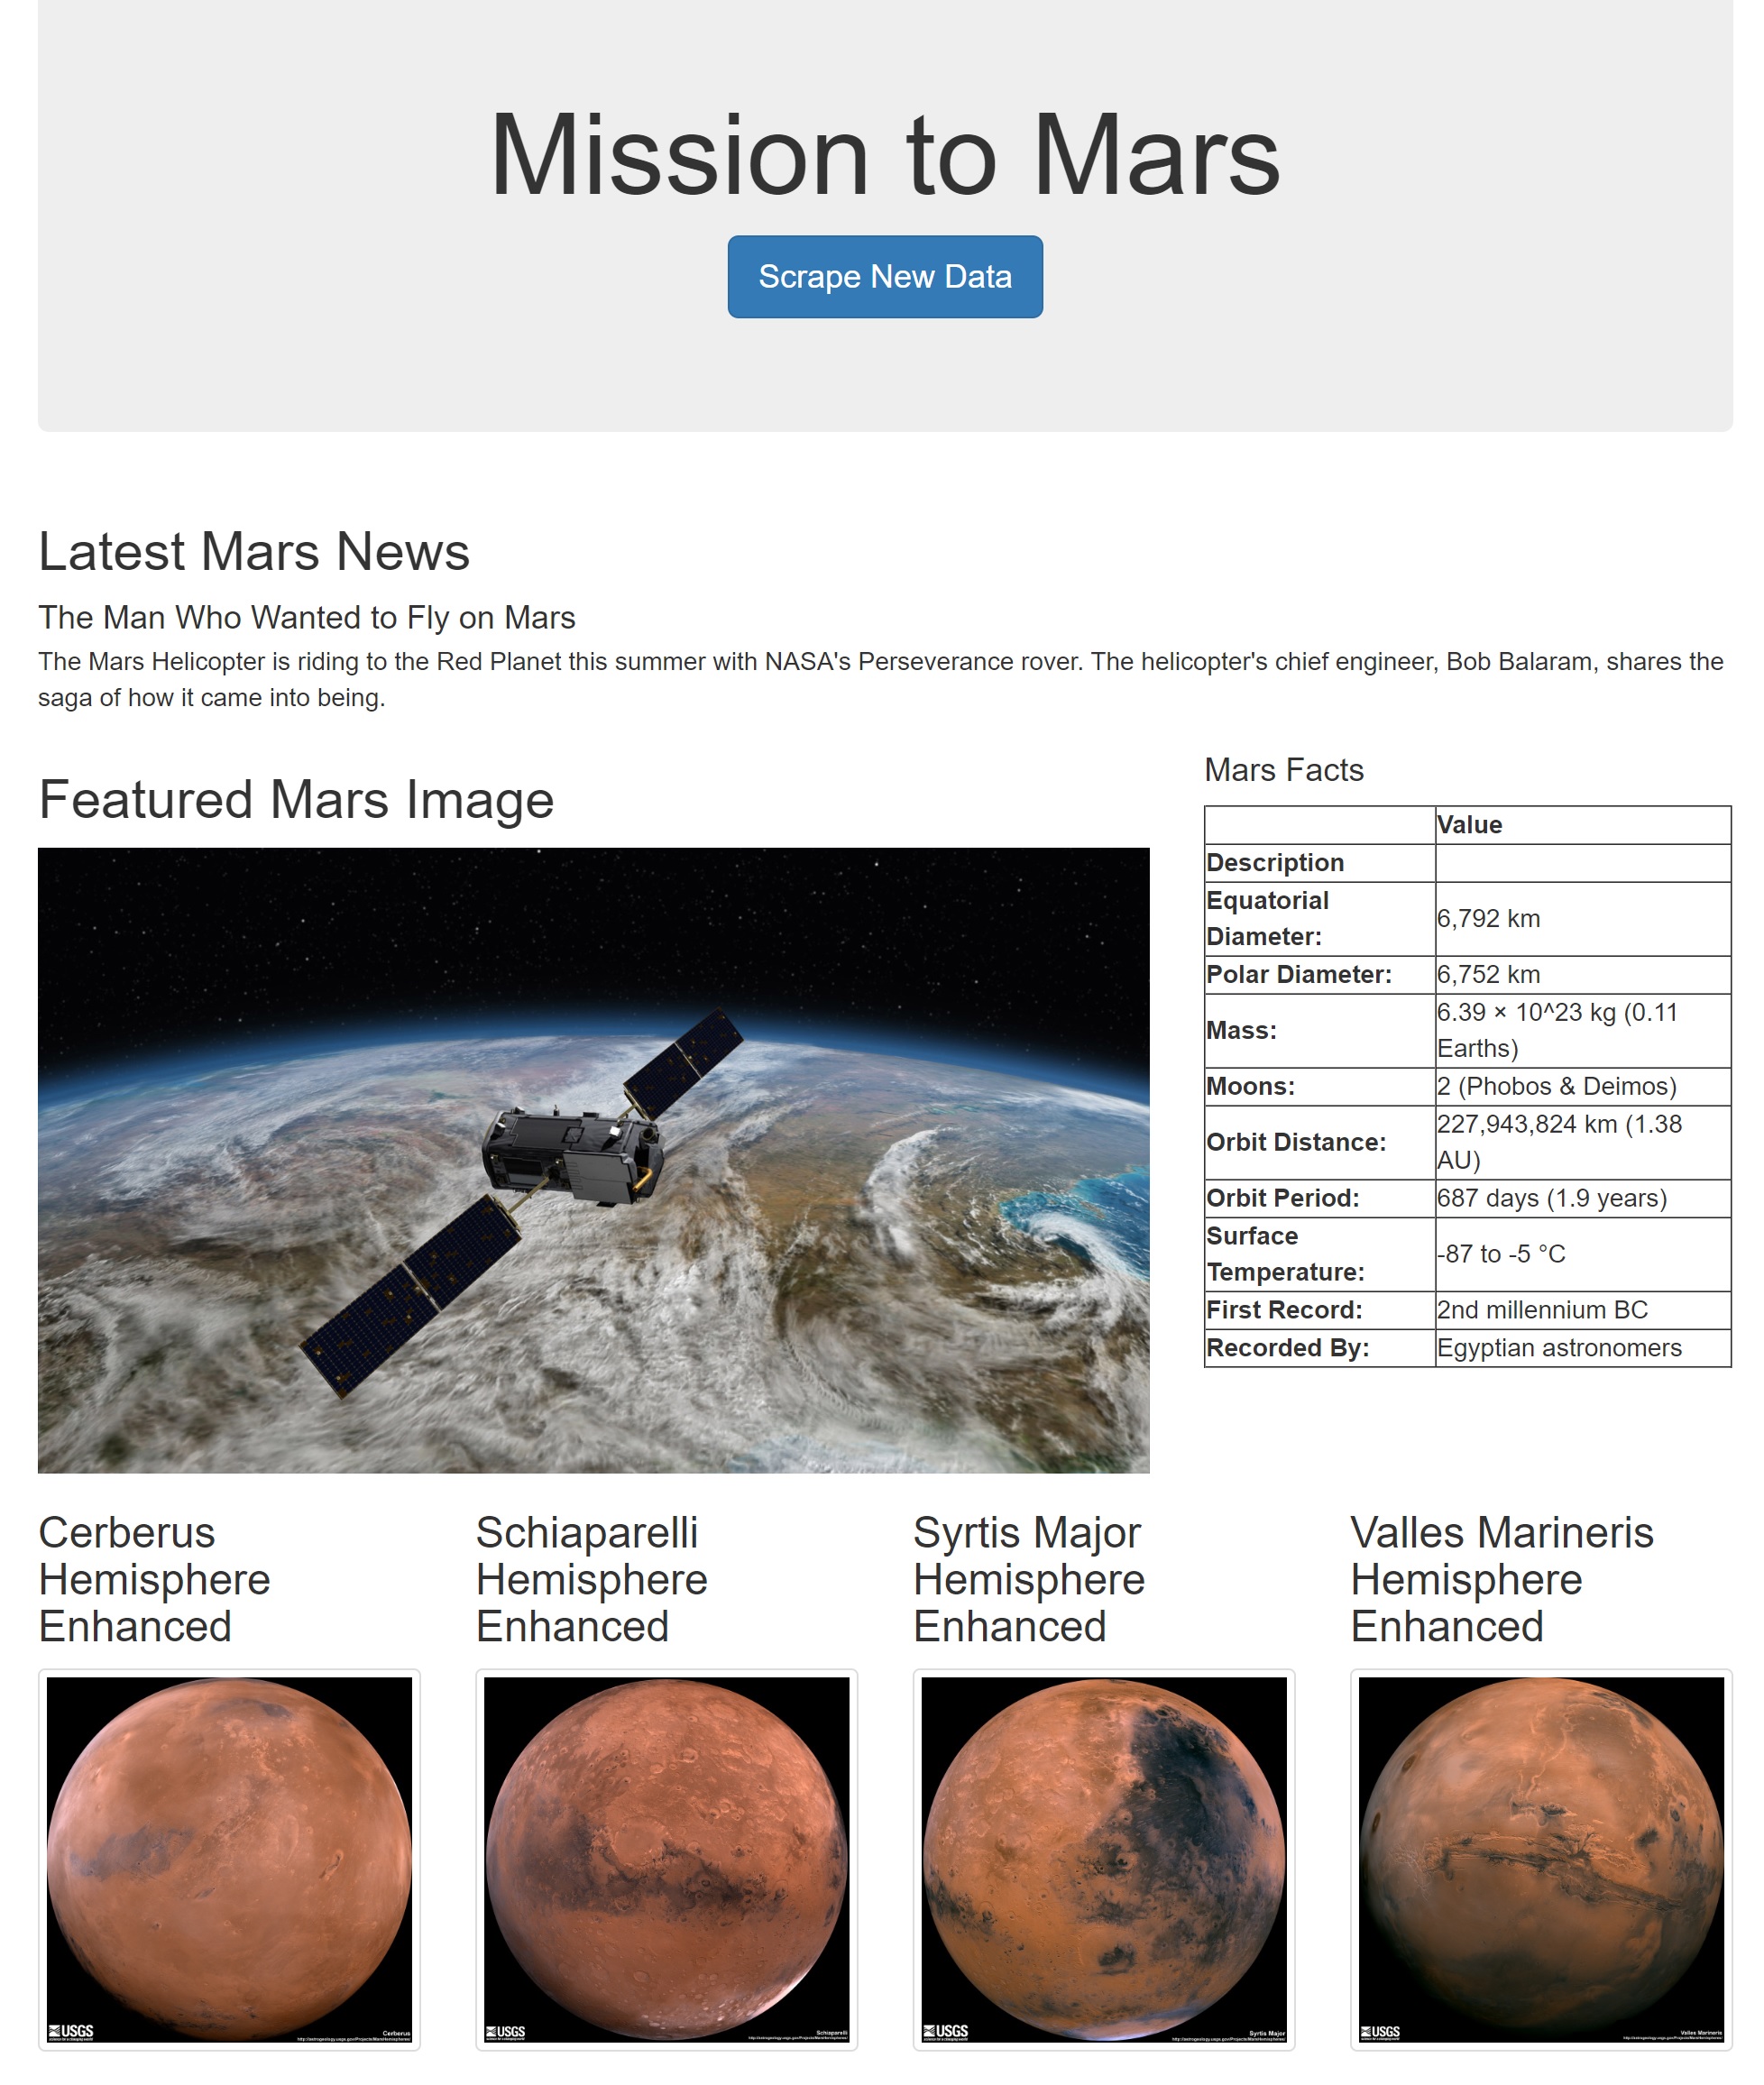 Mission to Mars
Scrape New Data
Latest Mars News
The Man Who Wanted to Fly on Mars
The Mars Helicopter is riding to the Red Planet this summer with NASA's Perseverance rover. The helicopter's chief engineer, Bob Balaram, shares the
saga of how it came into being.
Featured Mars Image
Mars Facts
Value
Description
Equatorial
Diameter:
6,792 km
Polar Diameter:
6,752 km
Mass:
6.39 × 10^23 kg (0.11
Earths)
Moons:
2 (Phobos & Deimos)
Orbit Distance:
227,943,824 km (1.38
AU)
Orbit Period:
687 days (1.9 years)
Surface
Temperature:
-87 to -5 °C
First Record:
2nd millennium BC
Recorded By:
Egyptian astronomers
Cerberus
Hemisphere
Enhanced
Schiaparelli
Hemisphere
Enhanced
Syrtis Major
Hemisphere
Enhanced
Valles Marineris
Hemisphere
Enhanced
USGS
Cerberus
USGS
Schiaparelli
USGS
Syrtis Major
USGS
Valles Marineris